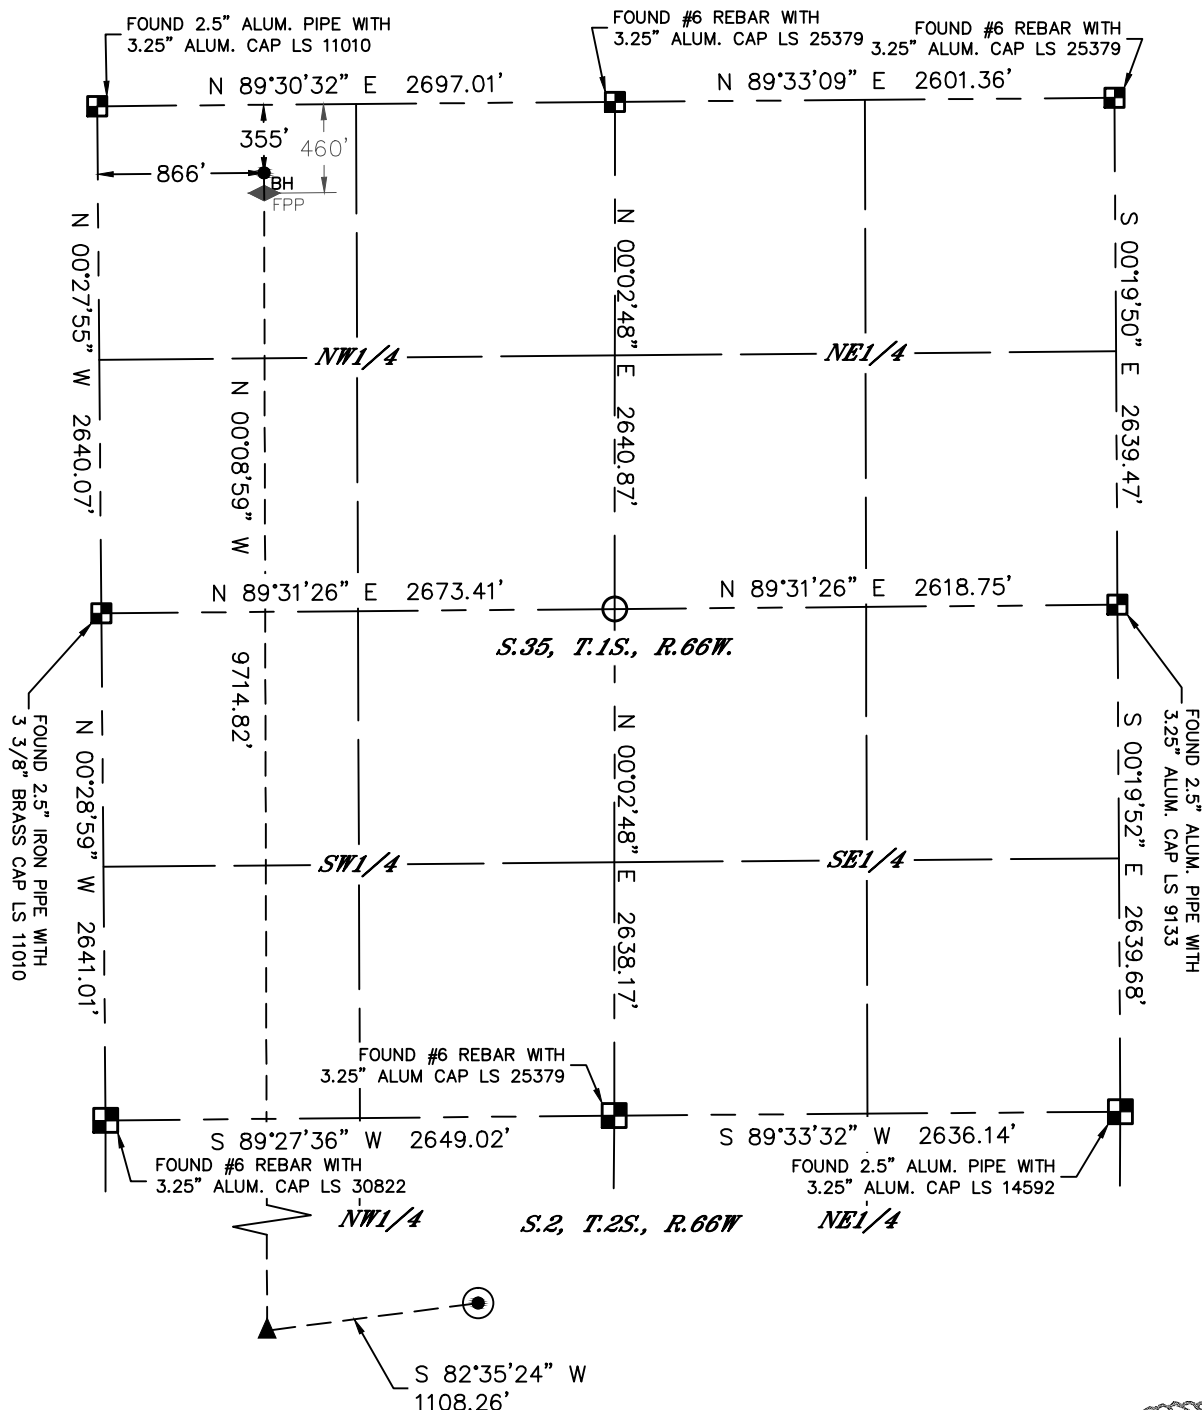 FOUND 2.5" ALUM. PIPE WITH
3.25" ALUM. CAP LS 11010
FOUND #6 REBAR WITH
3.25" ALUM. CAP LS 25379
FOUND #6 REBAR WITH
3.25" ALUM. CAP LS 25379
N 89°30'32" E 2697.01'
N 89°33'09" E 2601.36'
355'
460'
866'
BH
FPP
N 00°27'55" W 2640.07'
N 00°02'48" E 2640.87'
S 00°19'50" E 2639.47'
NW1/4
NE1/4
N 00°08'59" W 9714.82'
N 89°31'26" E 2673.41'
N 89°31'26" E 2618.75'
S.35, T.1S., R.66W.
FOUND 2.5" IRON PIPE WITH
3 3/8" BRASS CAP LS 11010
N 00°28'59" W 2641.01'
N 00°02'48" E 2638.17'
S 00°19'52" E 2639.68'
FOUND 2.5" ALUM. PIPE WITH
3.25" ALUM. CAP LS 9133
SW1/4
SE1/4
FOUND #6 REBAR WITH
3.25" ALUM CAP LS 25379
S 89°27'36" W 2649.02'
S 89°33'32" W 2636.14'
FOUND #6 REBAR WITH
3.25" ALUM. CAP LS 30822
FOUND 2.5" ALUM. PIPE WITH
3.25" ALUM. CAP LS 14592
NW1/4
S.2, T.2S., R.66W
NE1/4
S 82°35'24" W
1108.26'